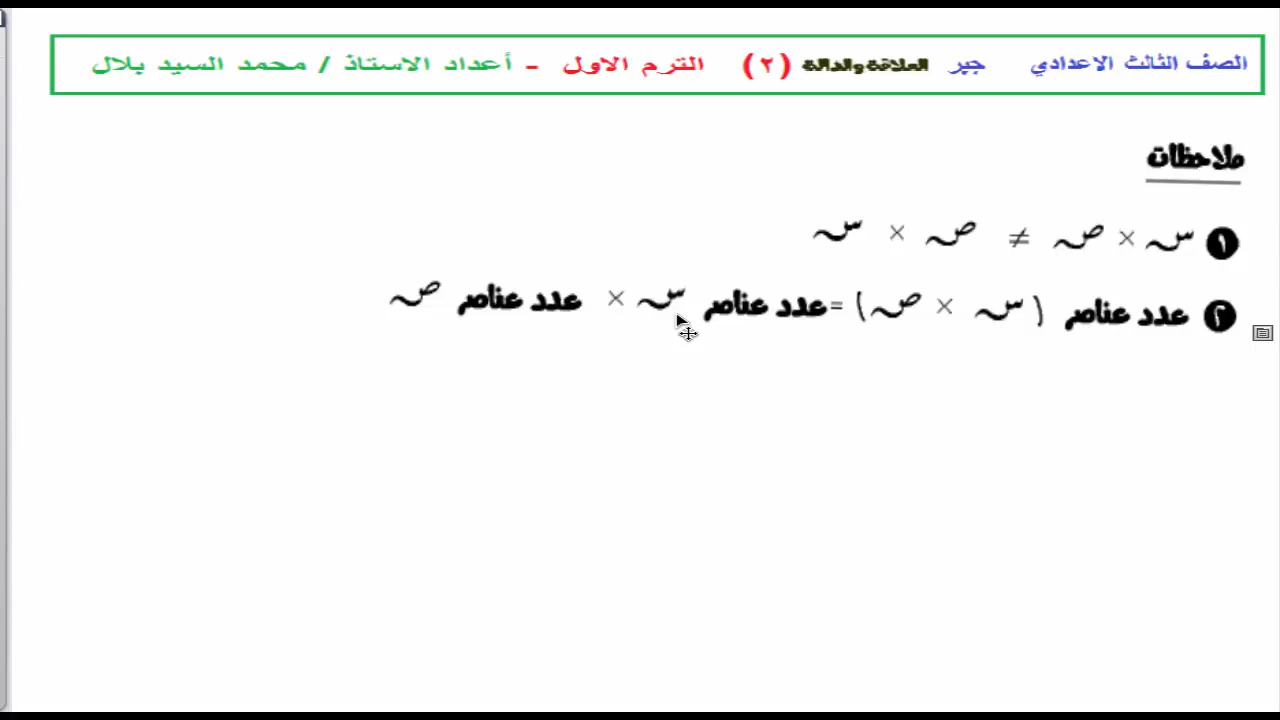 الصف الثالث الاعدادي جبر العلاقة والدالة (٢) الترم الاول - أعداد الاستاذ / محمد السيد بلال
ملاحظات
١ س × ص ≠ ص × س
٢ عدد عناصر ( س × ص ) = عدد عناصر س × عدد عناصر ص